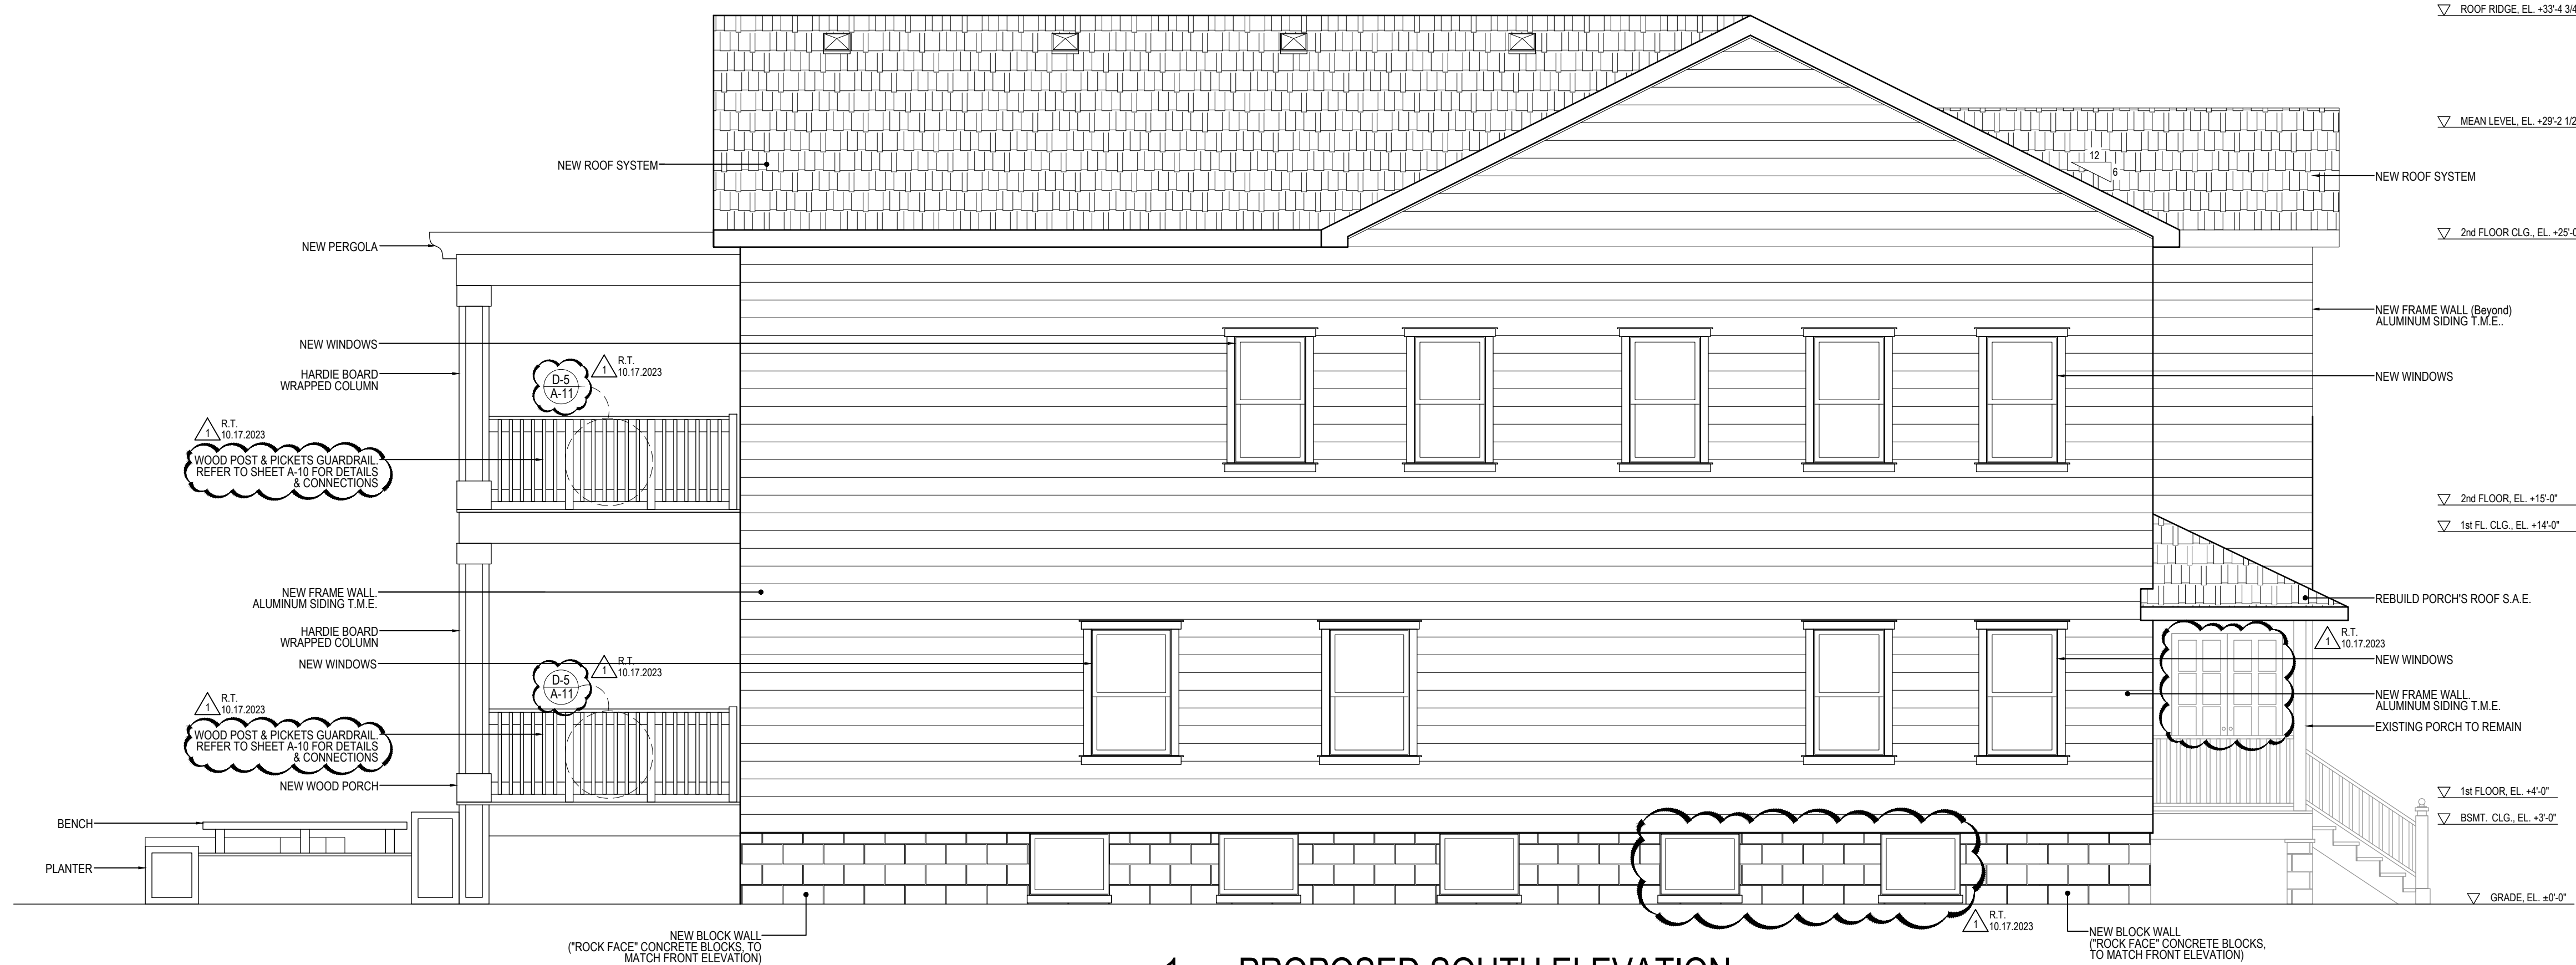 ROOF RIDGE, EL. +33'-4 3/4
MEAN LEVEL, EL. +29'-2 1/2
NEW ROOF SYSTEM
12
6
NEW ROOF SYSTEM
2nd FLOOR CLG., EL. +25'-0
NEW PERGOLA
NEW FRAME WALL (Beyond)
ALUMINUM SIDING T.M.E..
NEW WINDOWS
HARDIE BOARD
WRAPPED COLUMN
D-5
A-11
1
R.T.
10.17.2023
NEW WINDOWS
1
R.T.
10.17.2023
WOOD POST & PICKETS GUARDRAIL.
REFER TO SHEET A-10 FOR DETAILS
& CONNECTIONS
2nd FLOOR, EL. +15'-0"
1st FL. CLG., EL. +14'-0"
NEW FRAME WALL.
ALUMINUM SIDING T.M.E.
REBUILD PORCH'S ROOF S.A.E.
HARDIE BOARD
WRAPPED COLUMN
1
R.T.
10.17.2023
NEW WINDOWS
D-5
A-11
1
R.T.
10.17.2023
NEW WINDOWS
1
R.T.
10.17.2023
NEW FRAME WALL.
ALUMINUM SIDING T.M.E.
WOOD POST & PICKETS GUARDRAIL.
REFER TO SHEET A-10 FOR DETAILS
& CONNECTIONS
EXISTING PORCH TO REMAIN
NEW WOOD PORCH
1st FLOOR, EL. +4'-0"
BENCH
BSMT. CLG., EL. +3'-0"
PLANTER
GRADE, EL. ±0'-0"
1
R.T.
10.17.2023
NEW BLOCK WALL
("ROCK FACE" CONCRETE BLOCKS, TO
MATCH FRONT ELEVATION)
NEW BLOCK WALL
("ROCK FACE" CONCRETE BLOCKS,
TO MATCH FRONT ELEVATION)
1 PROPOSED SOUTH ELEVATION